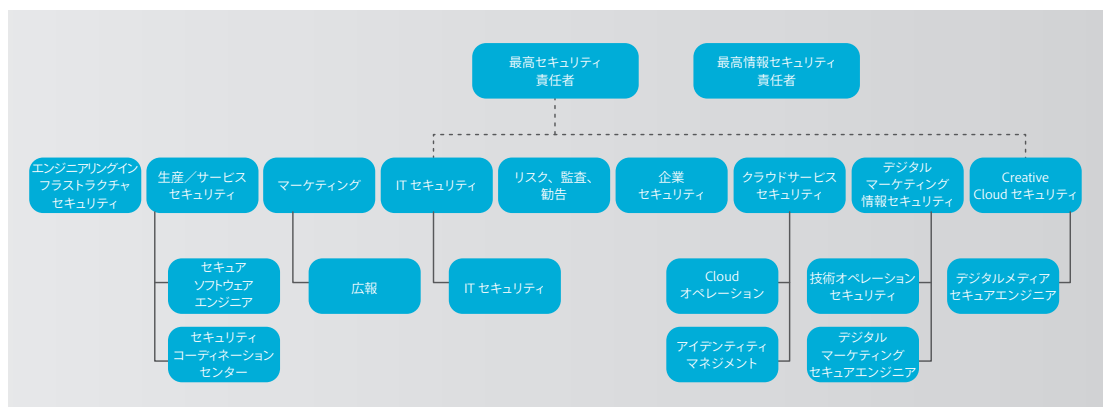 最高セキュリティ
責任者
最高情報セキュリティ
責任者
エンジニアリングイン
フラストラクチャ
セキュリティ
生産／サービス
セキュリティ
マーケティング
IT セキュリティ
リスク、監査、
勧告
企業
セキュリティ
クラウドサービス
セキュリティ
デジタル
マーケティング
情報セキュリティ
Creative
Cloud セキュリティ
セキュア
ソフトウェア
エンジニア
広報
IT セキュリティ
Cloud
オペレーション
技術オペレーション
セキュリティ
デジタルメディア
セキュアエンジニア
セキュリティ
コーディネーション
センター
アイデンティティ
マネジメント
デジタル
マーケティング
セキュアエンジニア